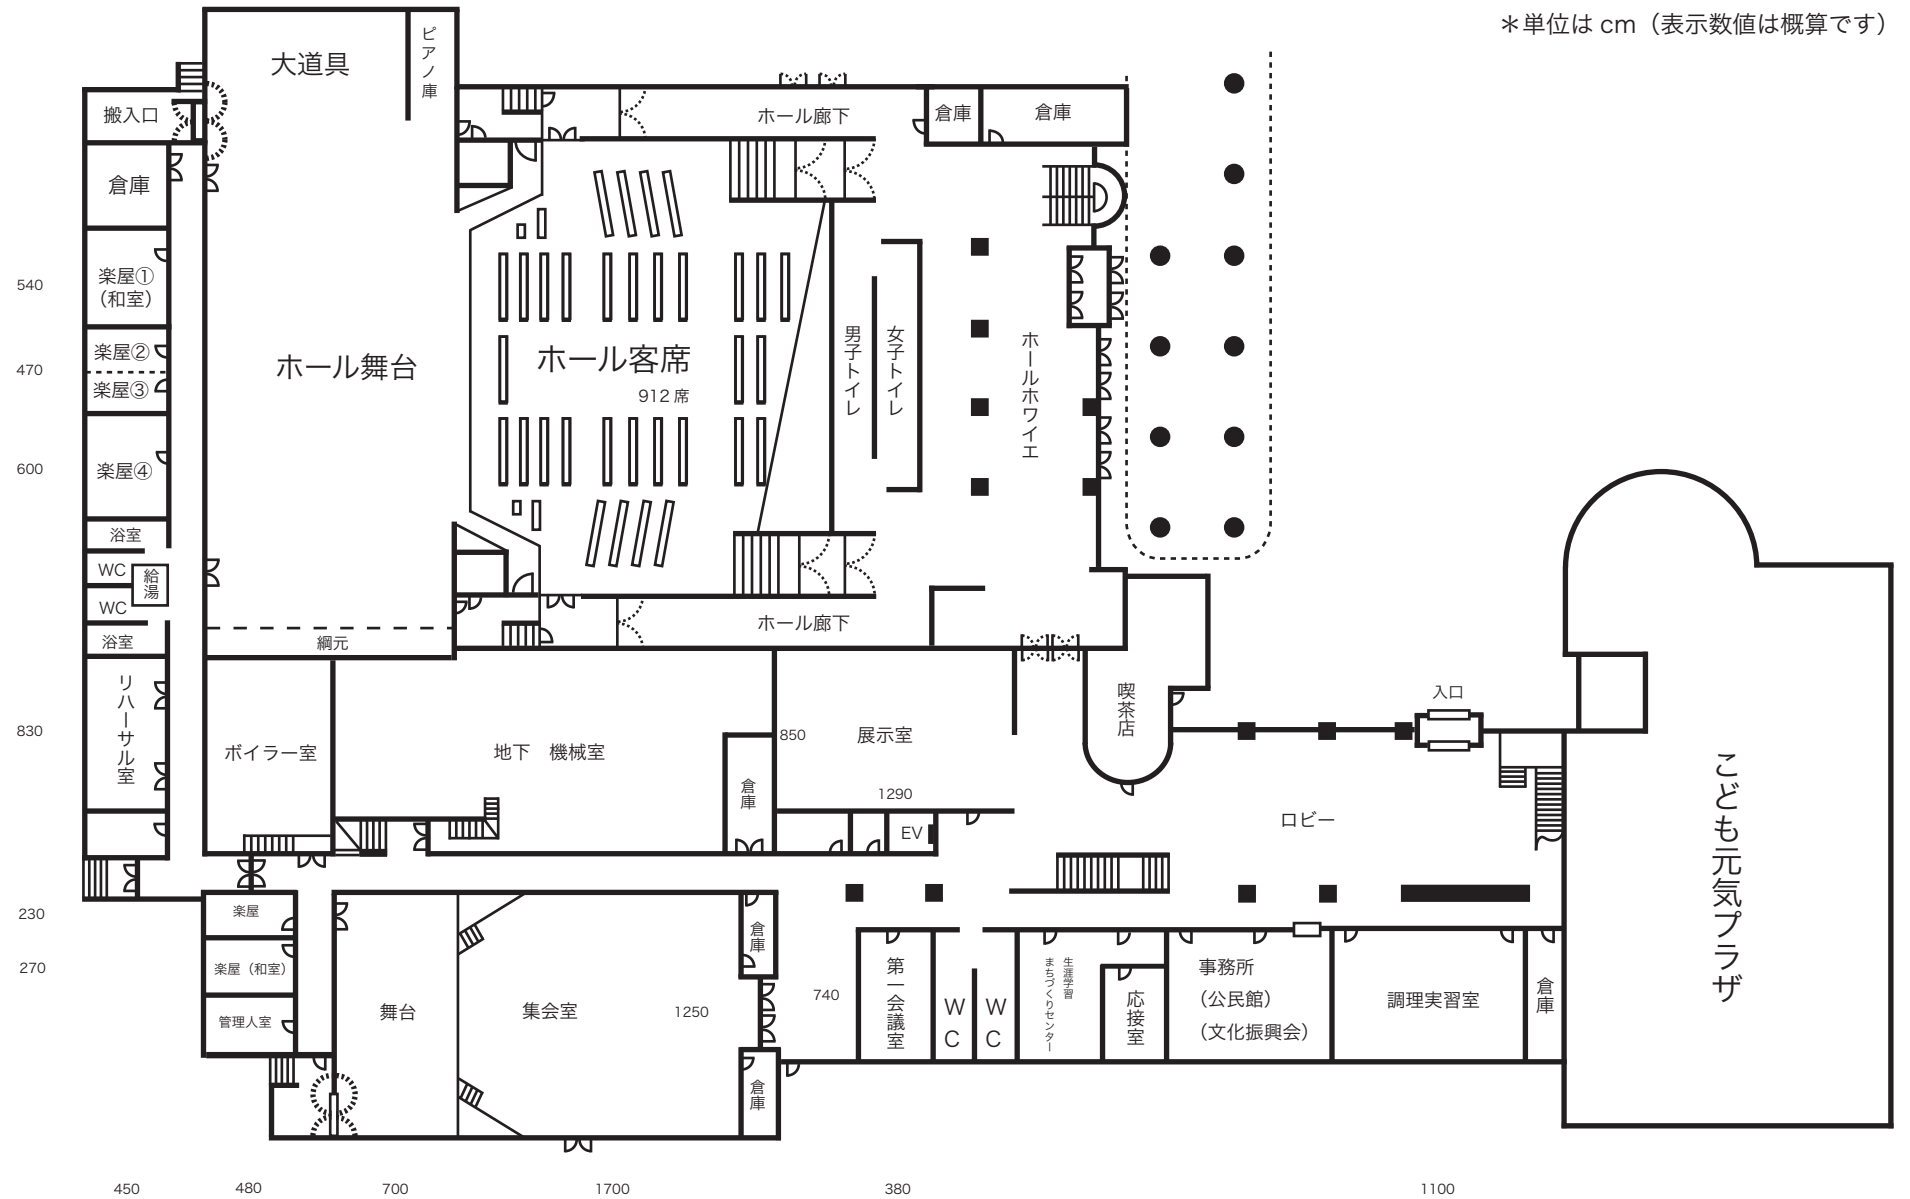 ＊単位は cm（表示数値は概算です）
大道具
ピアノ庫
搬入口
ホール廊下
倉庫
倉庫
倉庫
楽屋①
（和室）
540
楽屋②
楽屋③
470
ホール舞台
ホール客席
912 席
男子トイレ
女子トイレ
ホールホワイエ
楽屋④
600
浴室
WC
給湯
WC
浴室
綱元
ホール廊下
リハーサル室
830
ボイラー室
地下　機械室
倉庫
850
展示室
1290
EV
喫茶店
入口
ロビー
こども元気プラザ
楽屋
230
楽屋（和室）
270
管理人室
舞台
集会室
1250
倉庫
倉庫
740
第一会議室
WC
WC
生涯学習
まちづくりセンター
応接室
事務所
（公民館）
（文化振興会）
調理実習室
倉庫
450
480
700
1700
380
1100